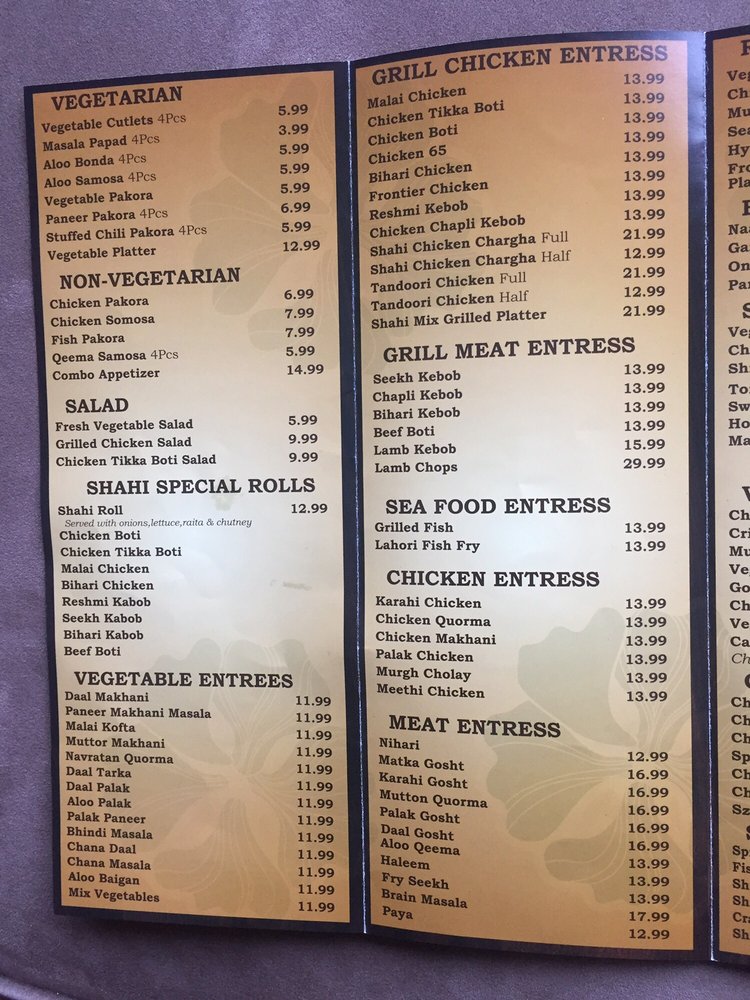 VEGETARIAN
Vegetable Cutlets 4Pcs 5.99
Masala Papad 4Pcs 3.99
Aloo Bonda 4Pcs 5.99
Aloo Samosa 4Pcs 5.99
Vegetable Pakora 5.99
Paneer Pakora 4Pcs 6.99
Stuffed Chili Pakora 4Pcs 5.99
Vegetable Platter 12.99
NON-VEGETARIAN
Chicken Pakora 6.99
Chicken Somosa 7.99
Fish Pakora 7.99
Qeema Samosa 4Pcs 5.99
Combo Appetizer 14.99
SALAD
Fresh Vegetable Salad 5.99
Grilled Chicken Salad 9.99
Chicken Tikka Boti Salad 9.99
SHAHI SPECIAL ROLLS
Shahi Roll 12.99
Served with onions,lettuce,raita & chutney
Chicken Boti
Chicken Tikka Boti
Malai Chicken
Bihari Chicken
Reshmi Kabob
Seekh Kabob
Bihari Kabob
Beef Boti
VEGETABLE ENTREES
Daal Makhani 11.99
Paneer Makhani Masala 11.99
Malai Kofta 11.99
Muttor Makhani 11.99
Navratan Quorma 11.99
Daal Tarka 11.99
Daal Palak 11.99
Aloo Palak
Palak Paneer 11.99
Bhindi Masala 11.99
Chana Daal 11.99
Chana Masala 11.99
Aloo Baigan 11.99
Mix Vegetables 11.99
GRILL CHICKEN ENTRESS
Malai Chicken 13.99
Chicken Tikka Boti 13.99
Chicken Boti 13.99
Chicken 65 13.99
Bihari Chicken 13.99
Frontier Chicken 13.99
Reshmi Kebob 13.99
Chicken Chapli Kebob 13.99
Shahi Chicken Chargha Full 21.99
Shahi Chicken Chargha Half 12.99
Tandoori Chicken Full 21.99
Tandoori Chicken Half 12.99
Shahi Mix Grilled Platter 21.99
GRILL MEAT ENTRESS
Seekh Kebob 13.99
Chapli Kebob 13.99
Bihari Kebob 13.99
Beef Boti 13.99
Lamb Kebob 15.99
Lamb Chops 29.99
SEA FOOD ENTRESS
Grilled Fish 13.99
Lahori Fish Fry 13.99
CHICKEN ENTRESS
Karahi Chicken 13.99
Chicken Quorma 13.99
Chicken Makhani 13.99
Palak Chicken 13.99
Murgh Cholay 13.99
Meethi Chicken 13.99
MEAT ENTRESS
Nihari 12.99
Matka Gosht 16.99
Karahi Gosht 16.99
Mutton Quorma 16.99
Palak Gosht 16.99
Daal Gosht 16.99
Aloo Qeema 13.99
Haleem 13.99
Fry Seekh 13.99
Brain Masala 17.99
Paya 12.99